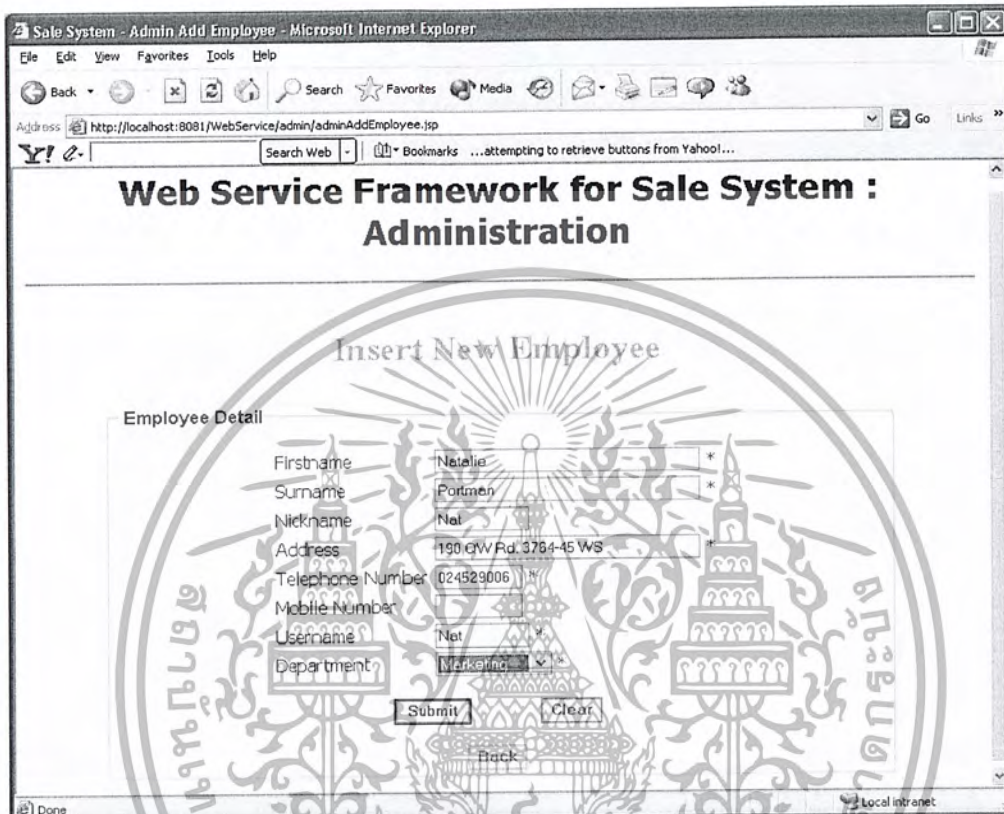 Sale System - Admin Add Employee - Microsoft Internet Explorer
File Edit View Favorites Tools Help
Back Search Favorites Media
Address http://localhost:8081/WebService/admin/adminAddEmployee.jsp Go Links »
Y! Search Web Bookmarks ...attempting to retrieve buttons from Yahoo!...
Web Service Framework for Sale System :
Administration
Insert New Employee
Employee Detail
Firstname Natalie *
Surname Portman *
Nickname Nat
Address 190 QW Rd. 3764-45 WS *
Telephone Number 024529006 *
Mobile Number
Username Nat *
Department Marketing *
Submit Clear
Back
Done Local intranet